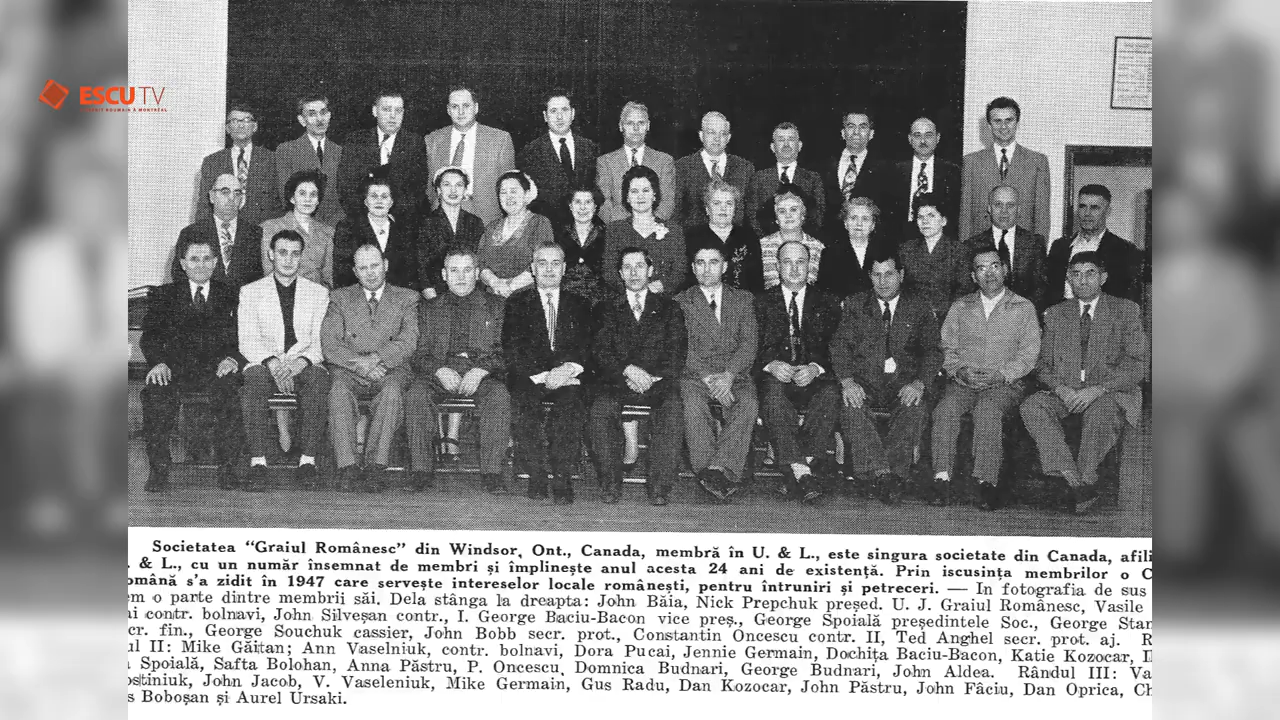 ESCU TV
Societatea "Graiul Românesc" din Windsor, Ont., Canada, membră în U. & L., este singura societate din Canada, afili
. & L., cu un număr însemnat de membri și împlinește anul acesta 24 ani de existență. Prin iscusința membrilor o C
omână s'a zidit în 1947 care servește intereselor locale românești, pentru întruniri și petreceri. — In fotografia de sus
em o parte dintre membrii săi. Dela stânga la dreapta: John Băia, Nick Prepchuk președ. U. J. Graiul Românesc, Vasile
ai contr. bolnavi, John Silveșan contr., I. George Baciu-Bacon vice preș., George Spoială președintele Soc., George Stan
cr. fin., George Souchuk cassier, John Bobb secr. prot., Constantin Oncescu contr. II, Ted Anghel secr. prot. aj. R
ul II: Mike Găitan; Ann Vaselniuk, contr. bolnavi, Dora Pucai, Jennie Germain, Dochița Baciu-Bacon, Katie Kozocar, I
a Spoială, Safta Bolohan, Anna Păstru, P. Oncescu, Domnica Budnari, George Budnari, John Aldea. Rândul III: Va
ostiniuk, John Jacob, V. Vaseleniuk, Mike Germain, Gus Radu, Dan Kozocar, John Păstru, John Fâciu, Dan Oprica, Ch
s Boboșan și Aurel Ursaki.